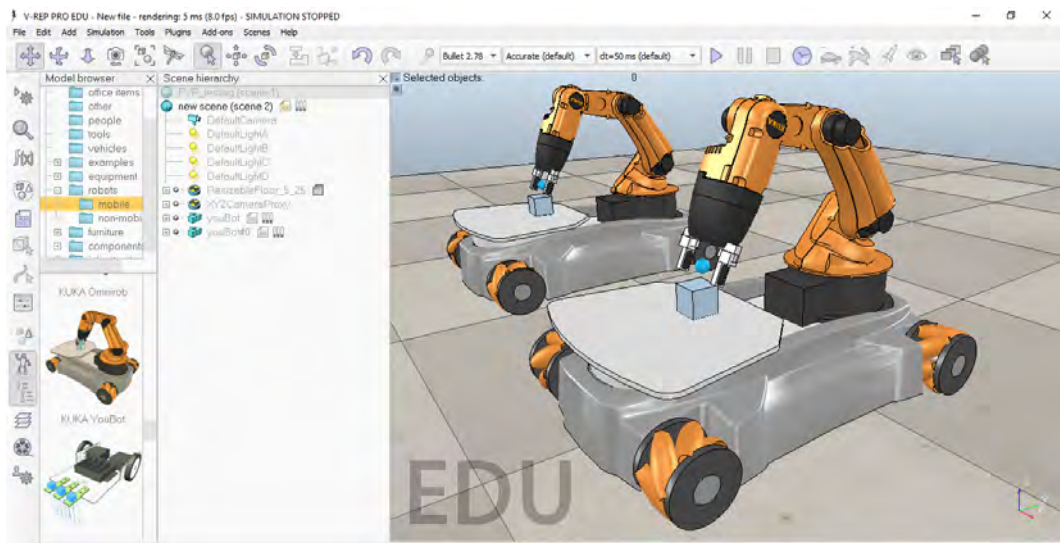 V-REP PRO EDU - New file - rendering: 5 ms (8.0 fps) - SIMULATION STOPPED
File Edit Add Simulation Tools Plugins Add-ons Scenes Help
Bullet 2.78 Accurate (default) dt=50 ms (default)
Model browser
office items
other
people
tools
vehicles
examples
equipment
robots
mobile
non-mobi
furniture
components
KUKA Omnirob
KUKA YouBot
Scene hierarchy
new scene (scene 2)
DefaultCamera
DefaultLightA
DefaultLightB
DefaultLightC
DefaultLightD
ResizableFloor_5_25
XYZCameraProxy
youBot
youBot#0
Selected objects: 0
f(x)
EDU